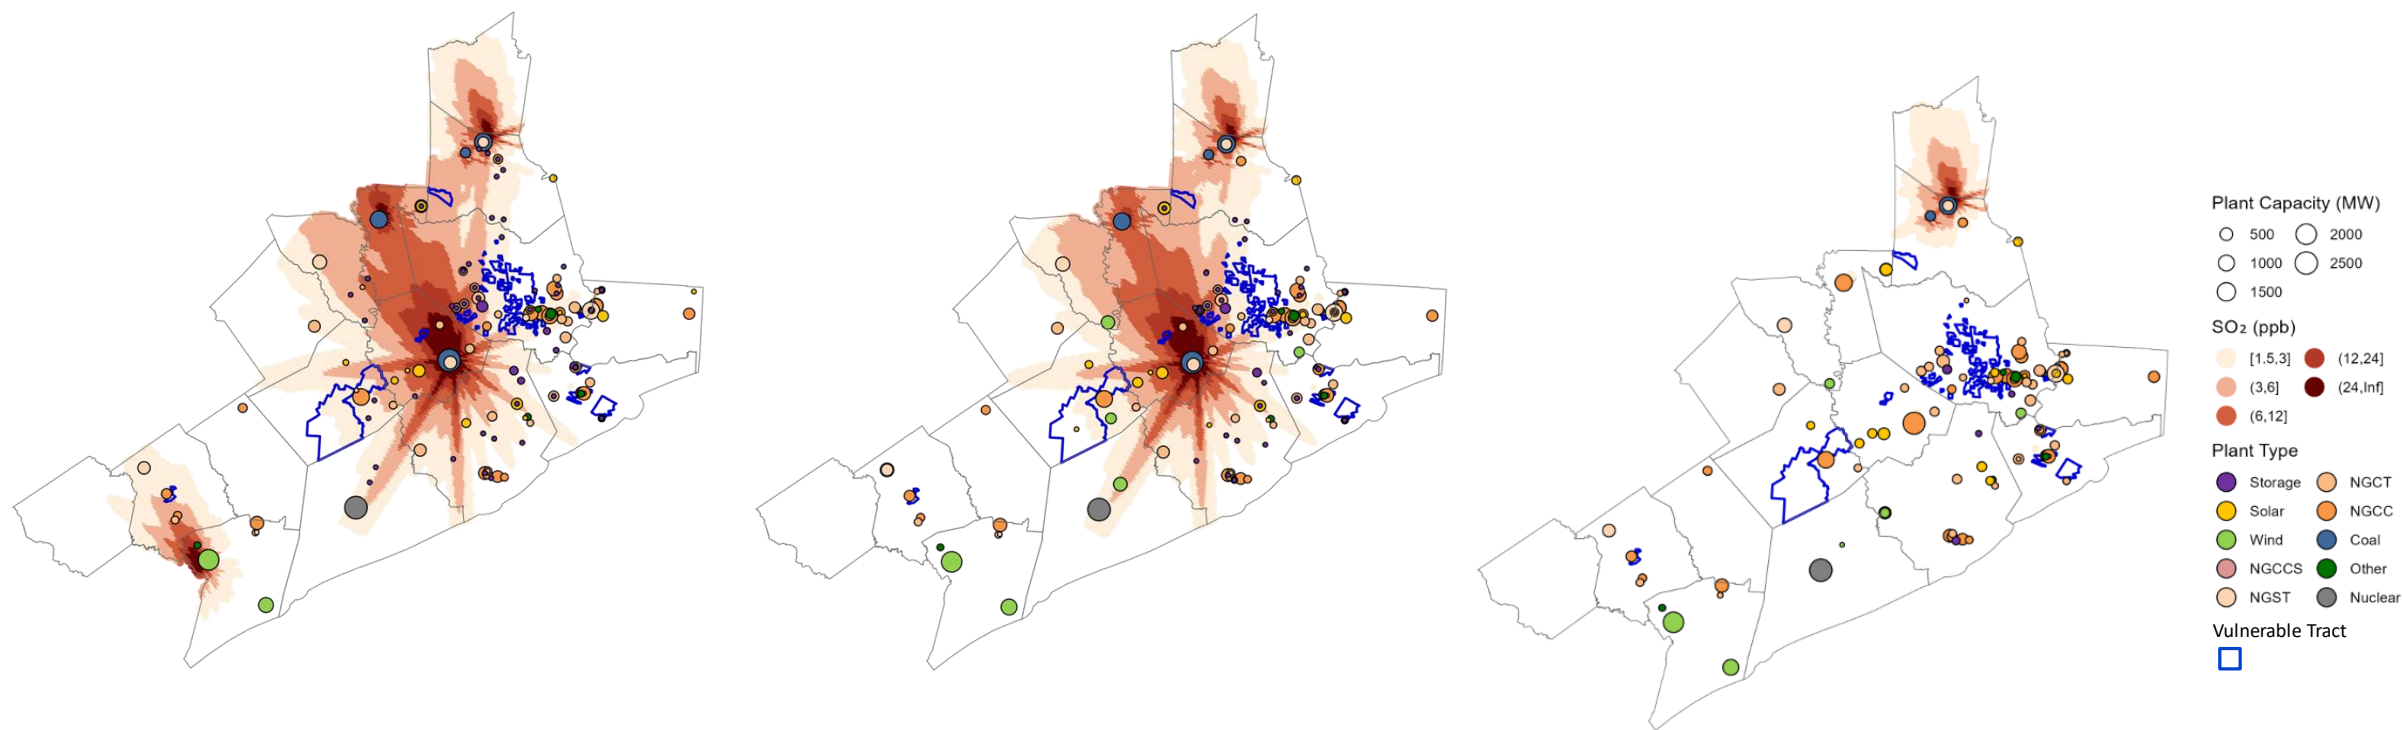 Plant Capacity (MW)
500 2000
1000 2500
1500
SO₂ (ppb)
[1.5,3] (12,24]
(3,6] (24,Inf]
(6,12]
Plant Type
Storage NGCT
Solar NGCC
Wind Coal
NGCCS Other
NGST Nuclear
Vulnerable Tract